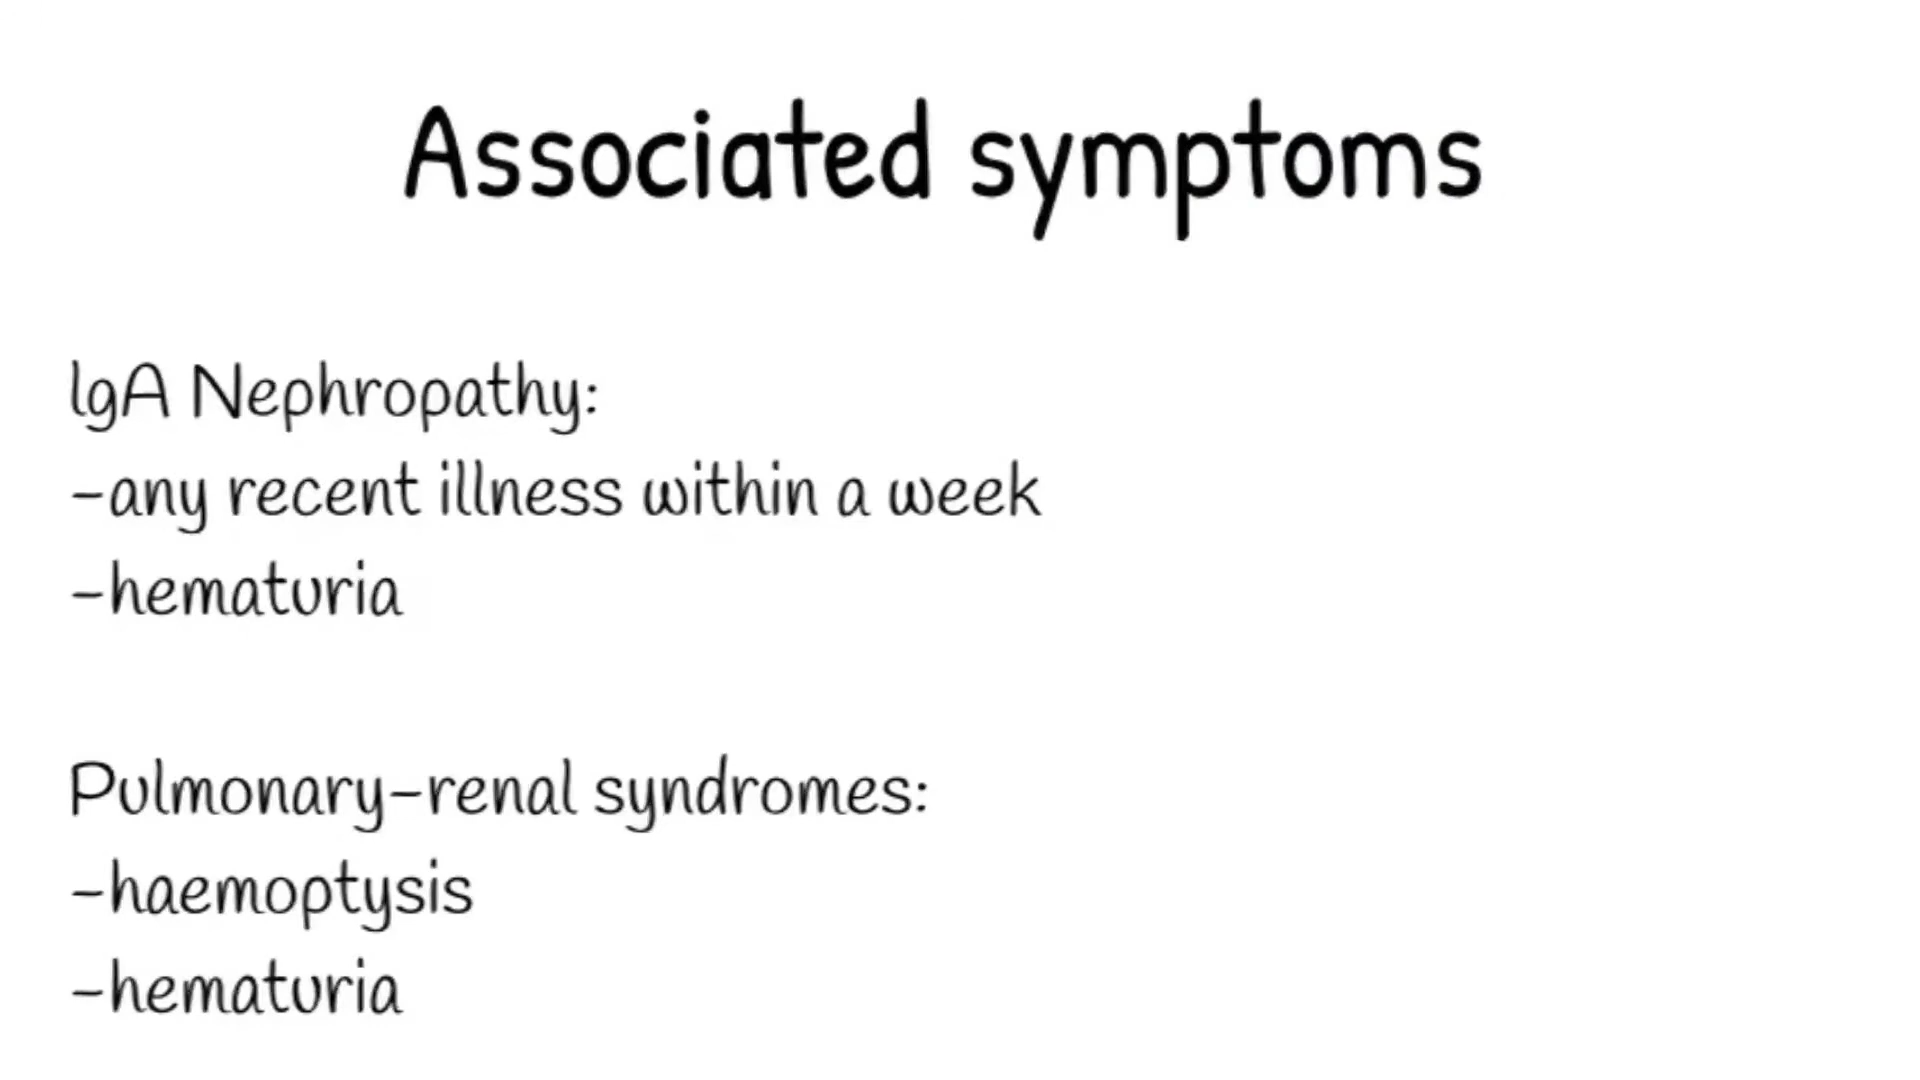 Associated symptoms
IgA Nephropathy:
-any recent illness within a week
-hematuria
Pulmonary-renal syndromes:
-haemoptysis
-hematuria